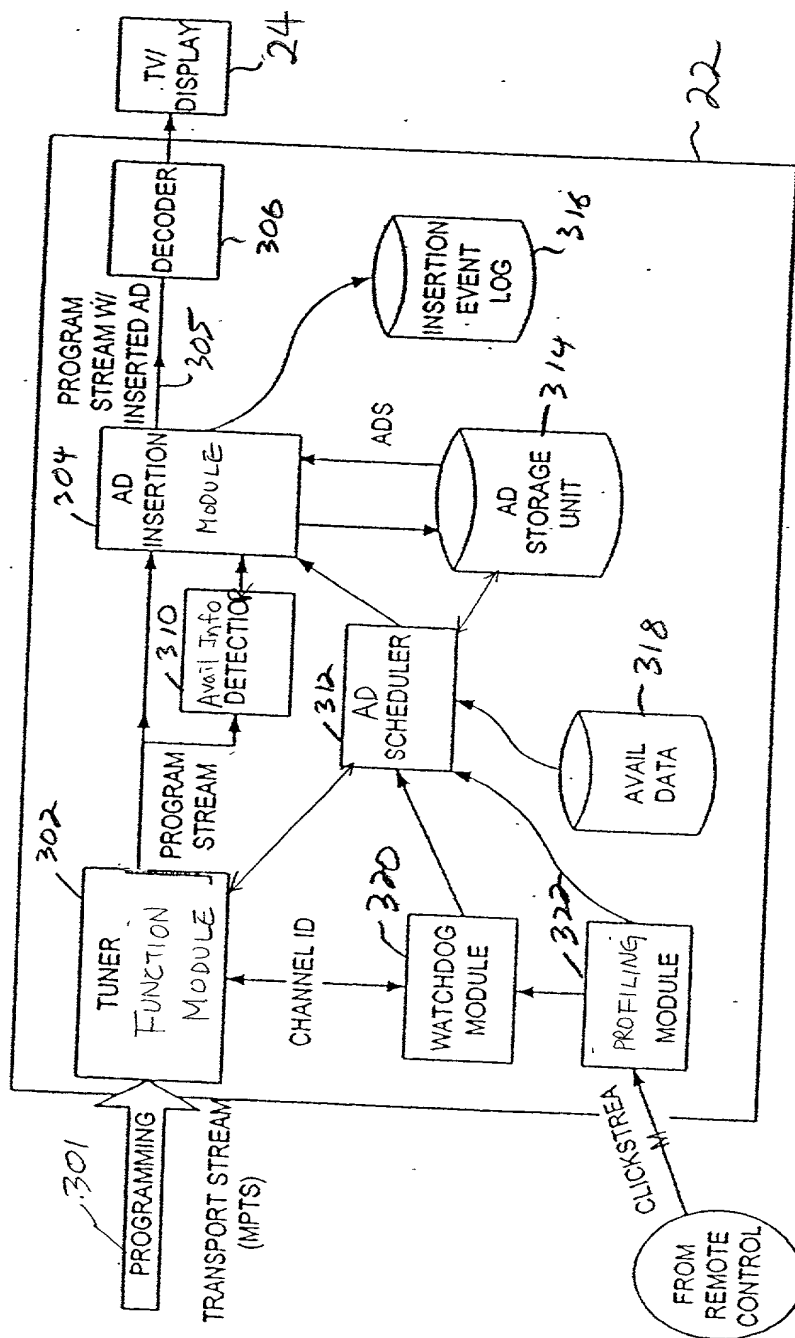 301
PROGRAMMING
TRANSPORT STREAM
(MPTS)
302
TUNER
FUNCTION
MODULE
PROGRAM
STREAM
310
Avail Info
DETECTION
304
AD
INSERTION
MODULE
PROGRAM
STREAM W/
INSERTED AD
305
DECODER
306
TV/
DISPLAY
24
CHANNEL ID
312
AD
SCHEDULER
ADS
INSERTION
EVENT
LOG
316
320
WATCHDOG
MODULE
AD
STORAGE
UNIT
314
322
PROFILING
MODULE
AVAIL
DATA
318
CLICKSTREA
M
FROM
REMOTE
CONTROL
22